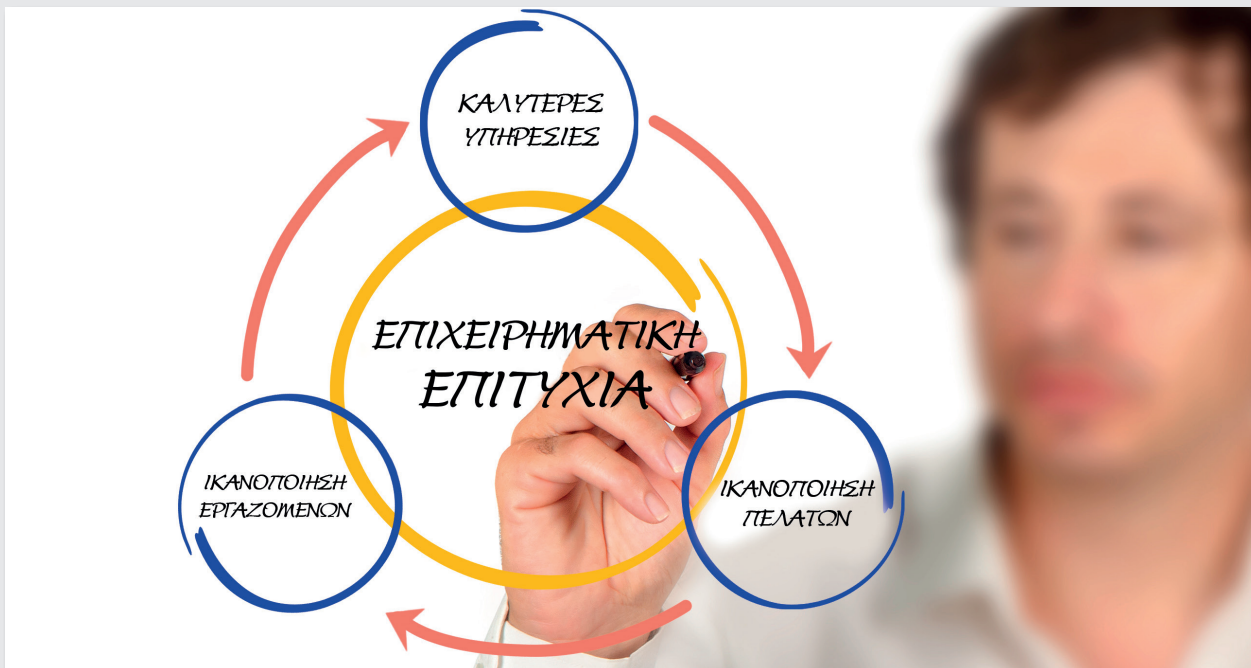 ΚΑΛΥΤΕΡΕΣ
ΥΠΗΡΕΣΙΕΣ
ΕΠΙΧΕΙΡΗΜΑΤΙΚΗ
ΕΠΙΤΥΧΙΑ
ΙΚΑΝΟΠΟΙΗΣΗ
ΕΡΓΑΖΟΜΕΝΩΝ
ΙΚΑΝΟΠΟΙΗΣΗ
ΠΕΛΑΤΩΝ